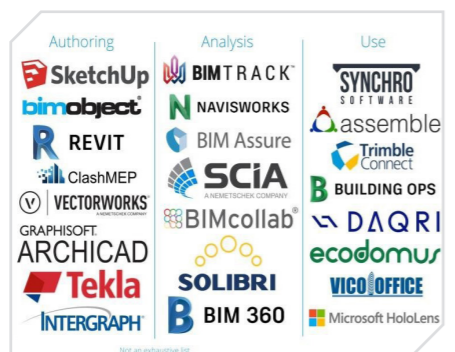 Authoring
SketchUp
bimobject
REVIT
ClashMEP
VECTORWORKS®
A NEMETSCHEK COMPANY
GRAPHISOFT.
ARCHICAD
Tekla
INTERGRAPH®
Analysis
BIMTRACK™
NAVISWORKS
BIM Assure
SCIA
A NEMETSCHEK COMPANY
BIMcollab®
SOLIBRI
BIM 360
Use
SYNCHRO
SOFTWARE
assemble
Trimble
Connect
BUILDING OPS
DAQRI
ecodomus
VICO OFFICE
Microsoft HoloLens
Not an exhaustive list